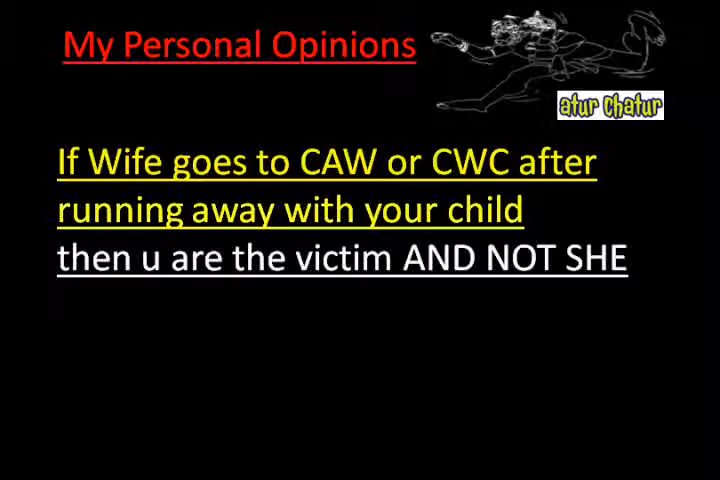 My Personal Opinions
atur chatur
If Wife goes to CAW or CWC after
running away with your child
then u are the victim AND NOT SHE